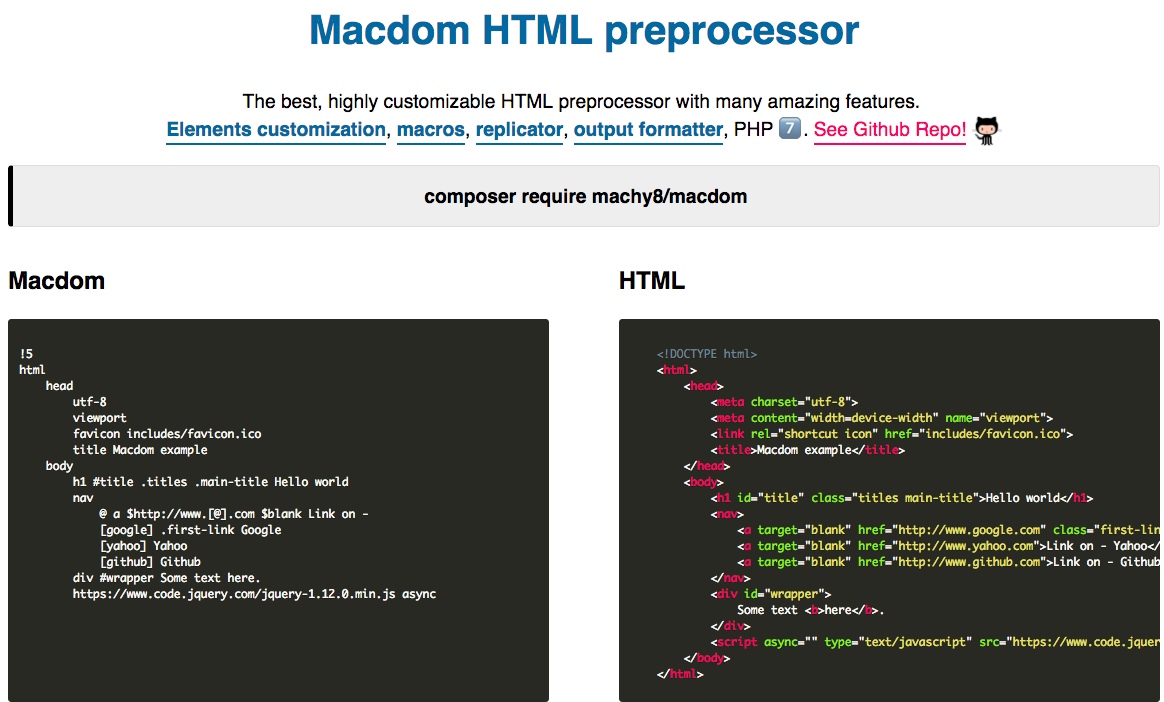 Macdom HTML preprocessor
The best, highly customizable HTML preprocessor with many amazing features.
Elements customization, macros, replicator, output formatter, PHP 7️⃣. See Github Repo!
composer require machy8/macdom
Macdom
!5
html
    head
        utf-8
        viewport
        favicon includes/favicon.ico
        title Macdom example
    body
        h1 #title .titles .main-title Hello world
        nav
            @ a $http://www.[@].com $blank Link on -
            [google] .first-link Google
            [yahoo] Yahoo
            [github] Github
        div #wrapper Some text here.
        https://www.code.jquery.com/jquery-1.12.0.min.js async
HTML
<!DOCTYPE html>
<html>
    <head>
        <meta charset="utf-8">
        <meta content="width=device-width" name="viewport">
        <link rel="shortcut icon" href="includes/favicon.ico">
        <title>Macdom example</title>
    </head>
    <body>
        <h1 id="title" class="titles main-title">Hello world</h1>
        <nav>
            <a target="blank" href="http://www.google.com" class="first-lin
            <a target="blank" href="http://www.yahoo.com">Link on - Yahoo</
            <a target="blank" href="http://www.github.com">Link on - Github
        </nav>
        <div id="wrapper">
            Some text <b>here</b>.
        </div>
        <script async="" type="text/javascript" src="https://www.code.jquer
    </body>
</html>